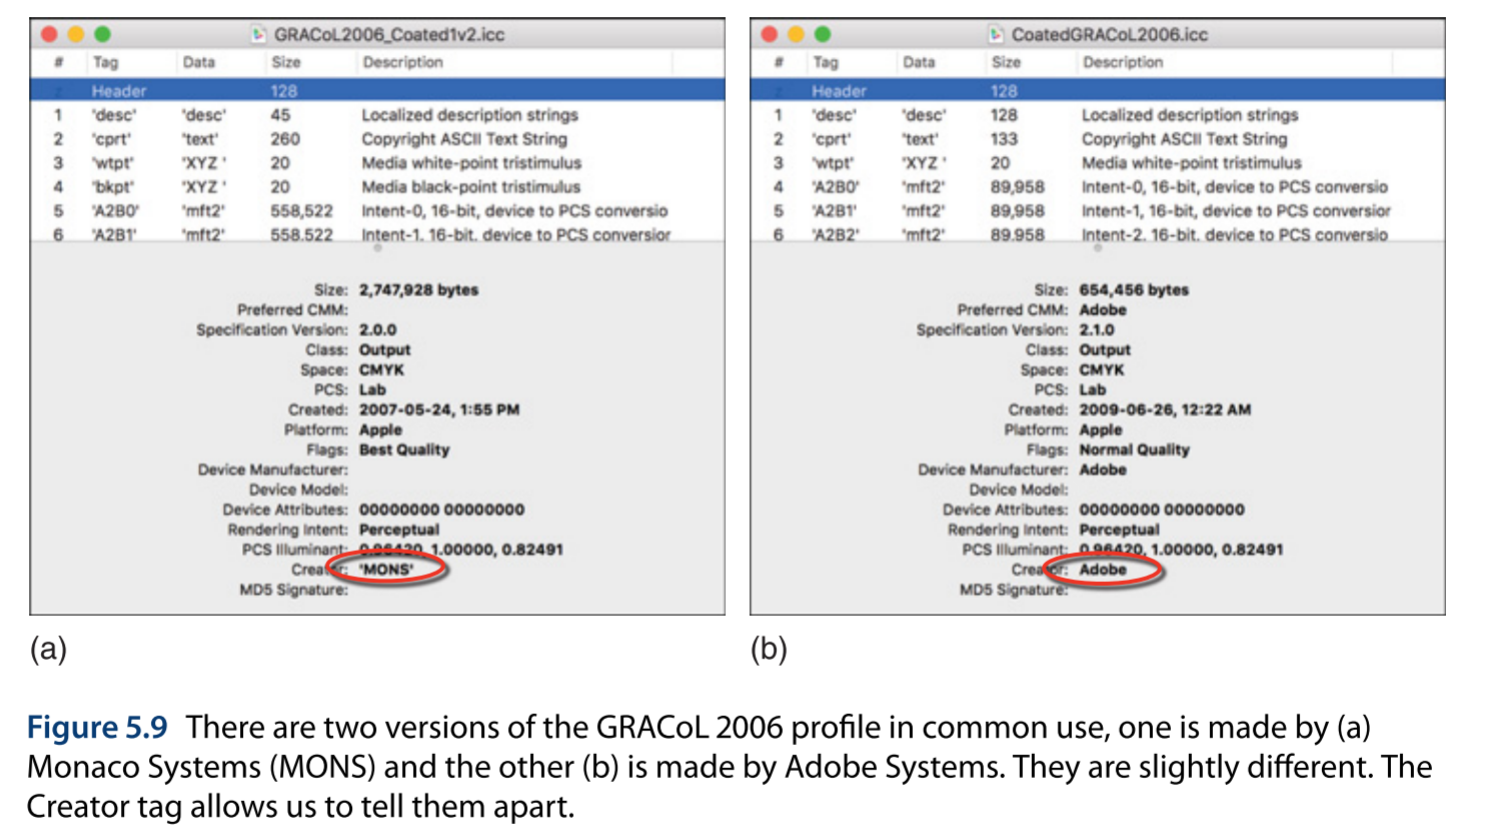 GRACoL2006_Coated1v2.icc
# Tag Data Size Description
Header 128
1 'desc' 'desc' 45 Localized description strings
2 'cprt' 'text' 260 Copyright ASCII Text String
3 'wtpt' 'XYZ ' 20 Media white-point tristimulus
4 'bkpt' 'XYZ ' 20 Media black-point tristimulus
5 'A2B0' 'mft2' 558,522 Intent-0, 16-bit, device to PCS conversio
6 'A2B1' 'mft2' 558,522 Intent-1, 16-bit, device to PCS conversior
Size: 2,747,928 bytes
Preferred CMM:
Specification Version: 2.0.0
Class: Output
Space: CMYK
PCS: Lab
Created: 2007-05-24, 1:55 PM
Platform: Apple
Flags: Best Quality
Device Manufacturer:
Device Model:
Device Attributes: 00000000 00000000
Rendering Intent: Perceptual
PCS Illuminant: 0.96420, 1.00000, 0.82491
Creator: 'MONS'
MD5 Signature:
(a)
CoatedGRACoL2006.icc
# Tag Data Size Description
Header 128
1 'desc' 'desc' 128 Localized description strings
2 'cprt' 'text' 133 Copyright ASCII Text String
3 'wtpt' 'XYZ ' 20 Media white-point tristimulus
4 'A2B0' 'mft2' 89,958 Intent-0, 16-bit, device to PCS conversio
5 'A2B1' 'mft2' 89,958 Intent-1, 16-bit, device to PCS conversior
6 'A2B2' 'mft2' 89,958 Intent-2, 16-bit, device to PCS conversio
Size: 654,456 bytes
Preferred CMM: Adobe
Specification Version: 2.1.0
Class: Output
Space: CMYK
PCS: Lab
Created: 2009-06-26, 12:22 AM
Platform: Apple
Flags: Normal Quality
Device Manufacturer: Adobe
Device Model:
Device Attributes: 00000000 00000000
Rendering Intent: Perceptual
PCS Illuminant: 0.96420, 1.00000, 0.82491
Creator: Adobe
MD5 Signature:
(b)
Figure 5.9 There are two versions of the GRACoL 2006 profile in common use, one is made by (a)
Monaco Systems (MONS) and the other (b) is made by Adobe Systems. They are slightly different. The
Creator tag allows us to tell them apart.